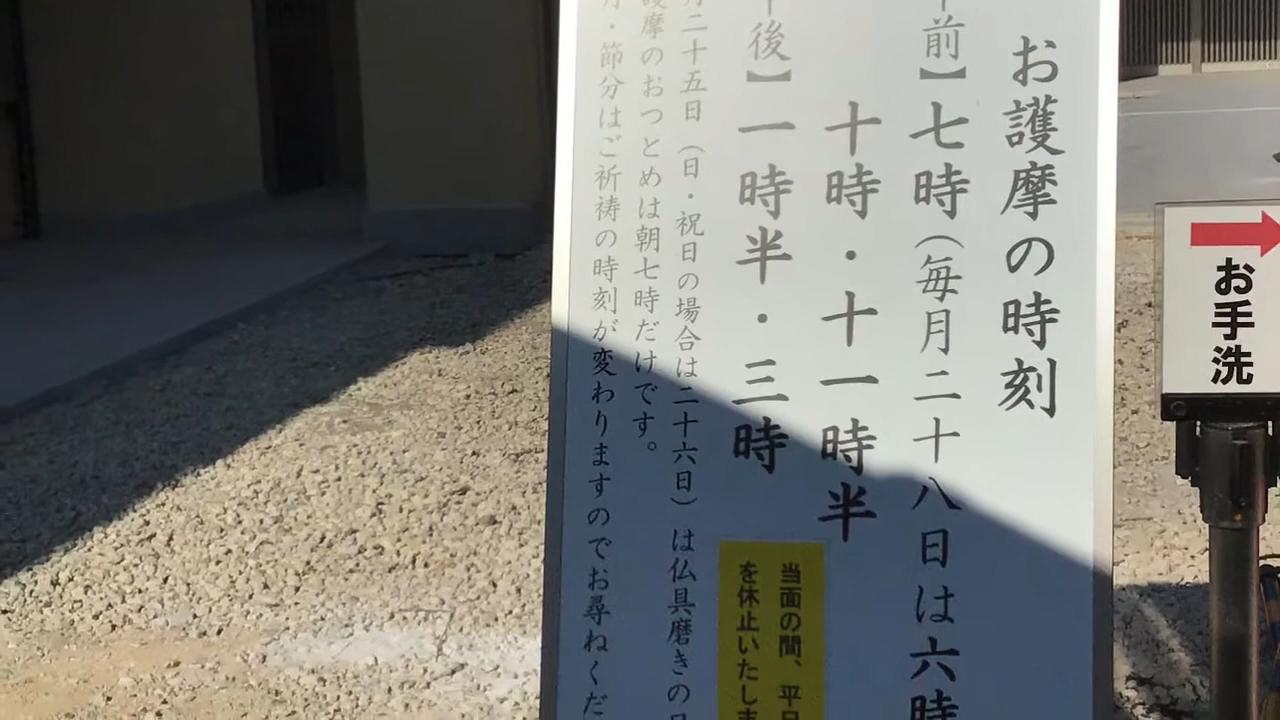 お護摩の時刻
前】七時（毎月二十八日は六時
十時・十一時半
後】一時半・三時
月二十五日（日・祝日の場合は二十六日）は仏具磨きの
護摩のおつとめは朝七時だけです。
月・節分はご祈祷の時刻が変わりますのでお尋ねくだ
当面の間、平日
を休止いたしま
お手洗